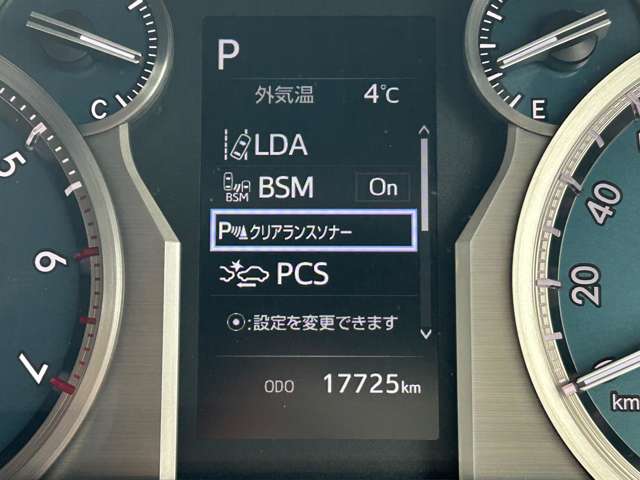 P
外気温 4℃
LDA
BSM BSM On
P クリアランスソナー
PCS
:設定を変更できます
ODO 17725km
C
E
5
6
7
40
20
km